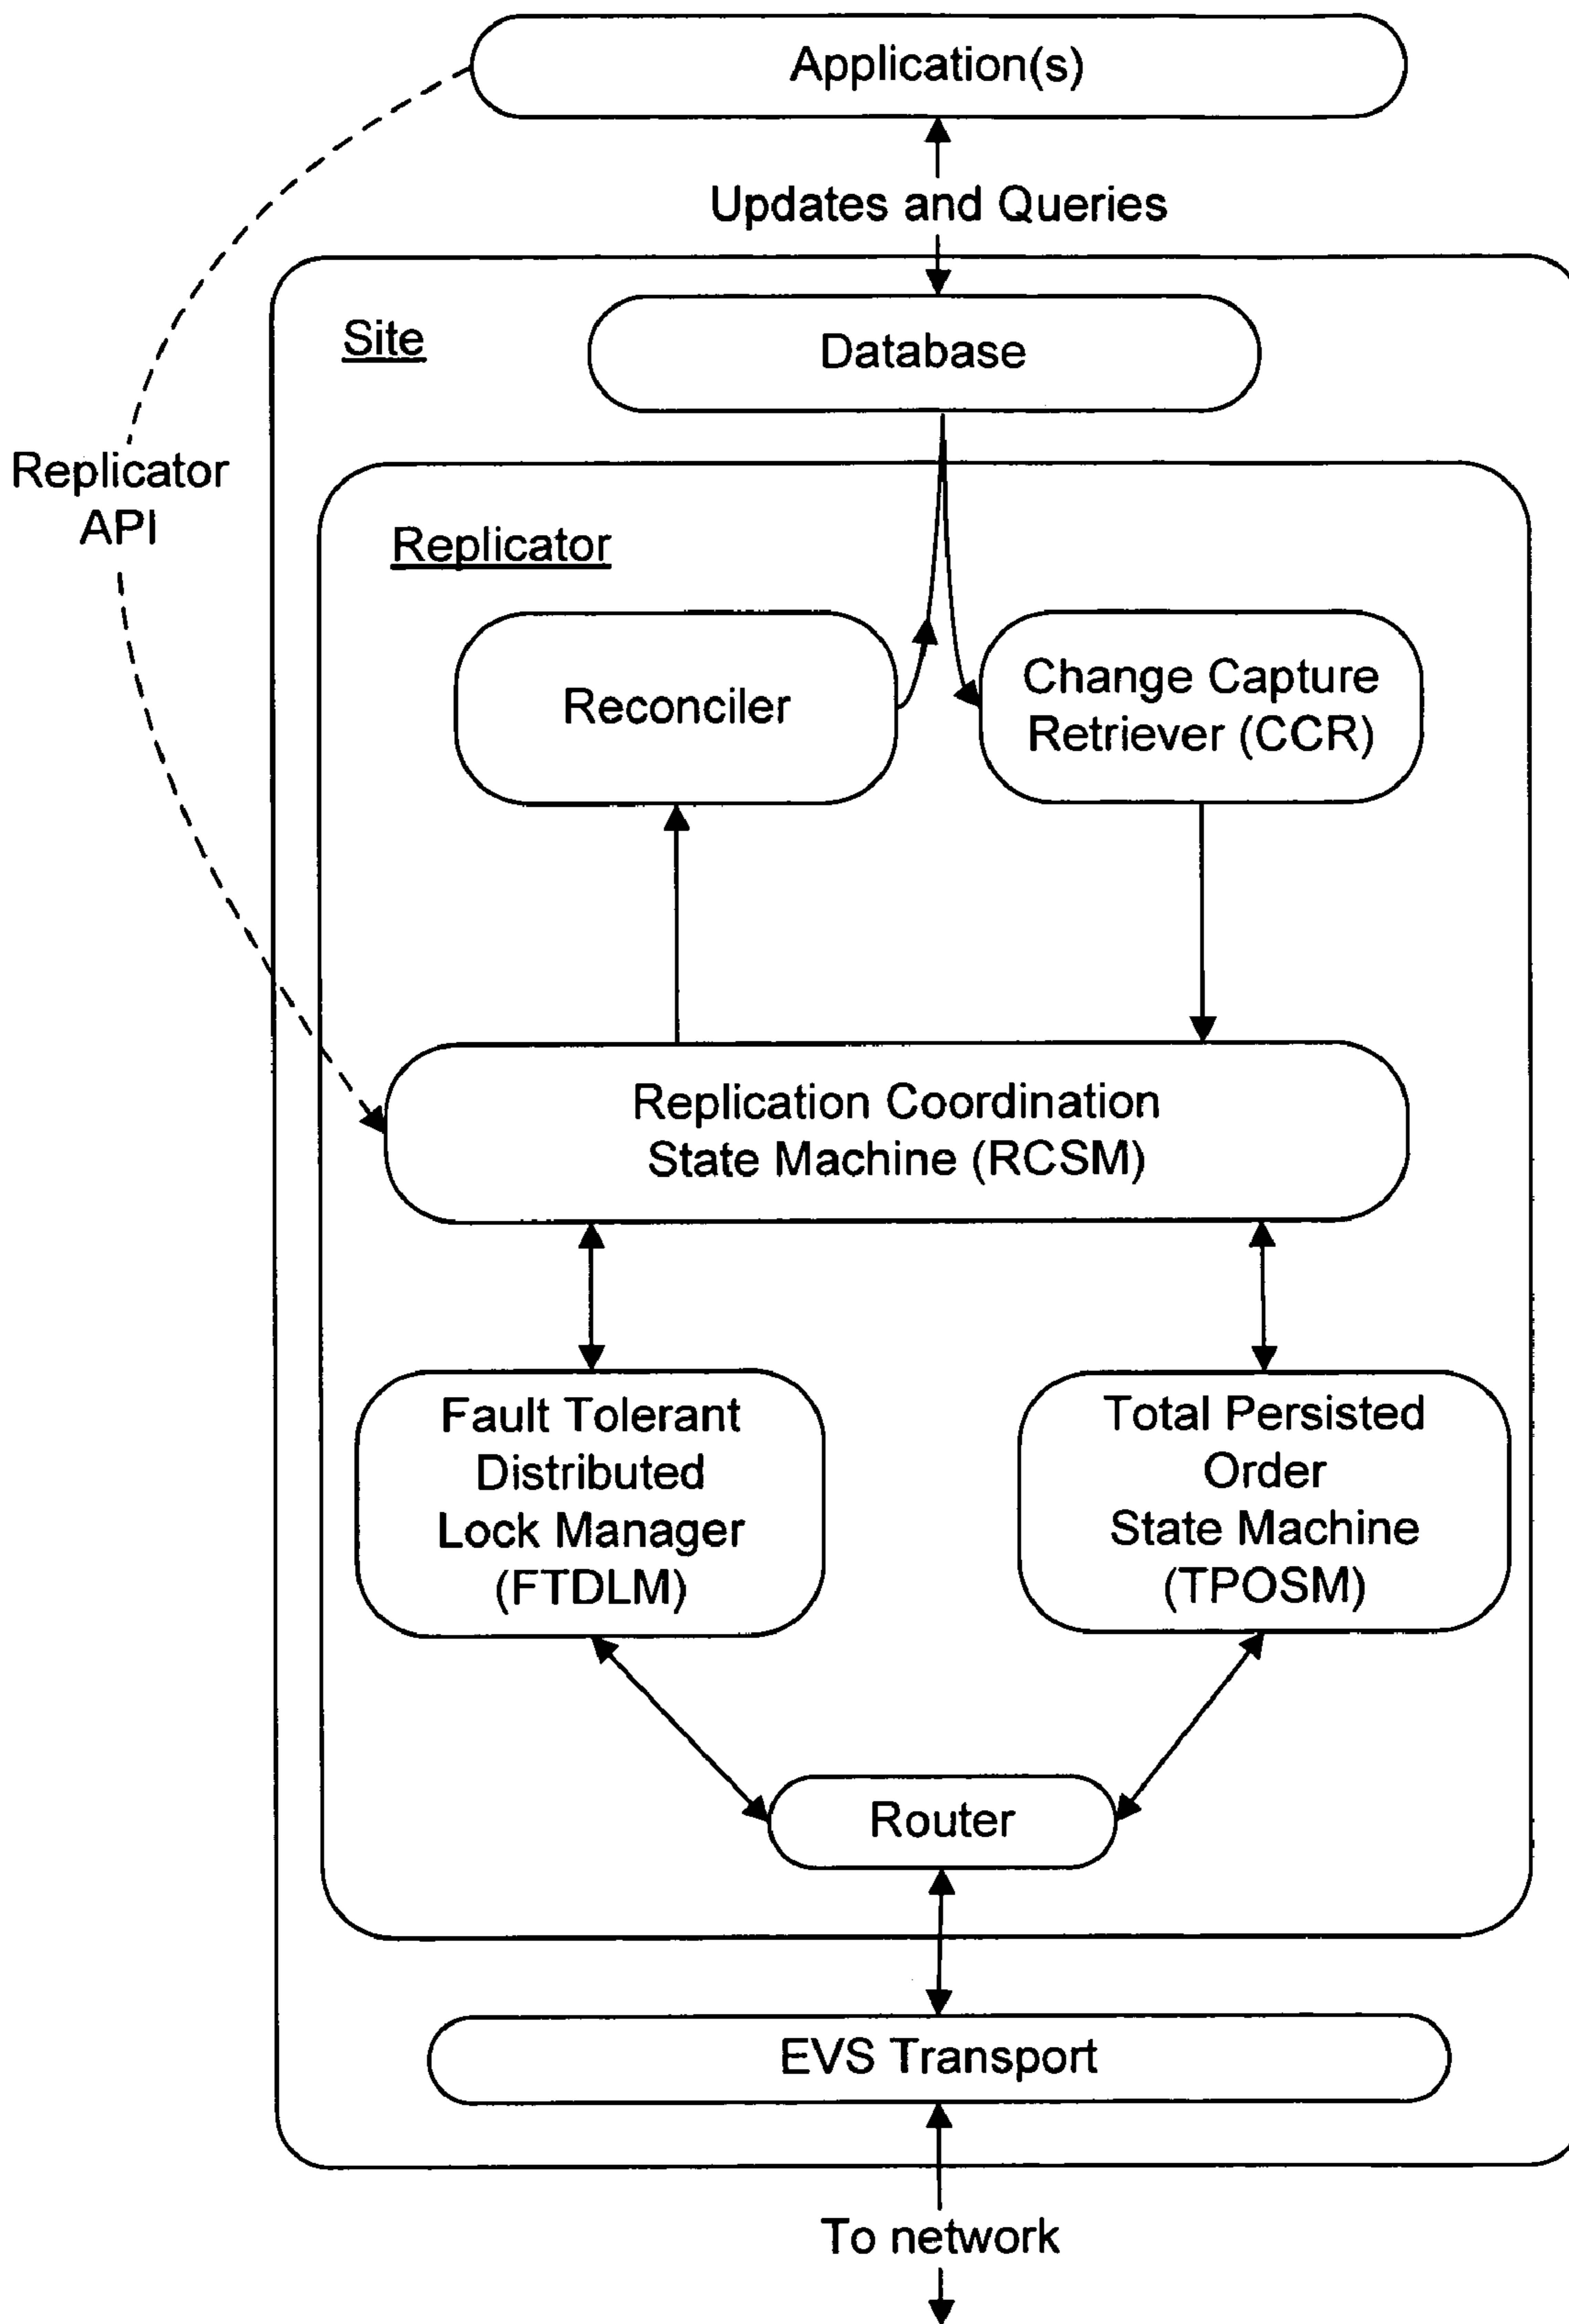 Application(s)
Updates and Queries
Site
Database
Replicator
API
Replicator
Reconciler
Change Capture
Retriever (CCR)
Replication Coordination
State Machine (RCSM)
Fault Tolerant
Distributed
Lock Manager
(FTDLM)
Total Persisted
Order
State Machine
(TPOSM)
Router
EVS Transport
To network